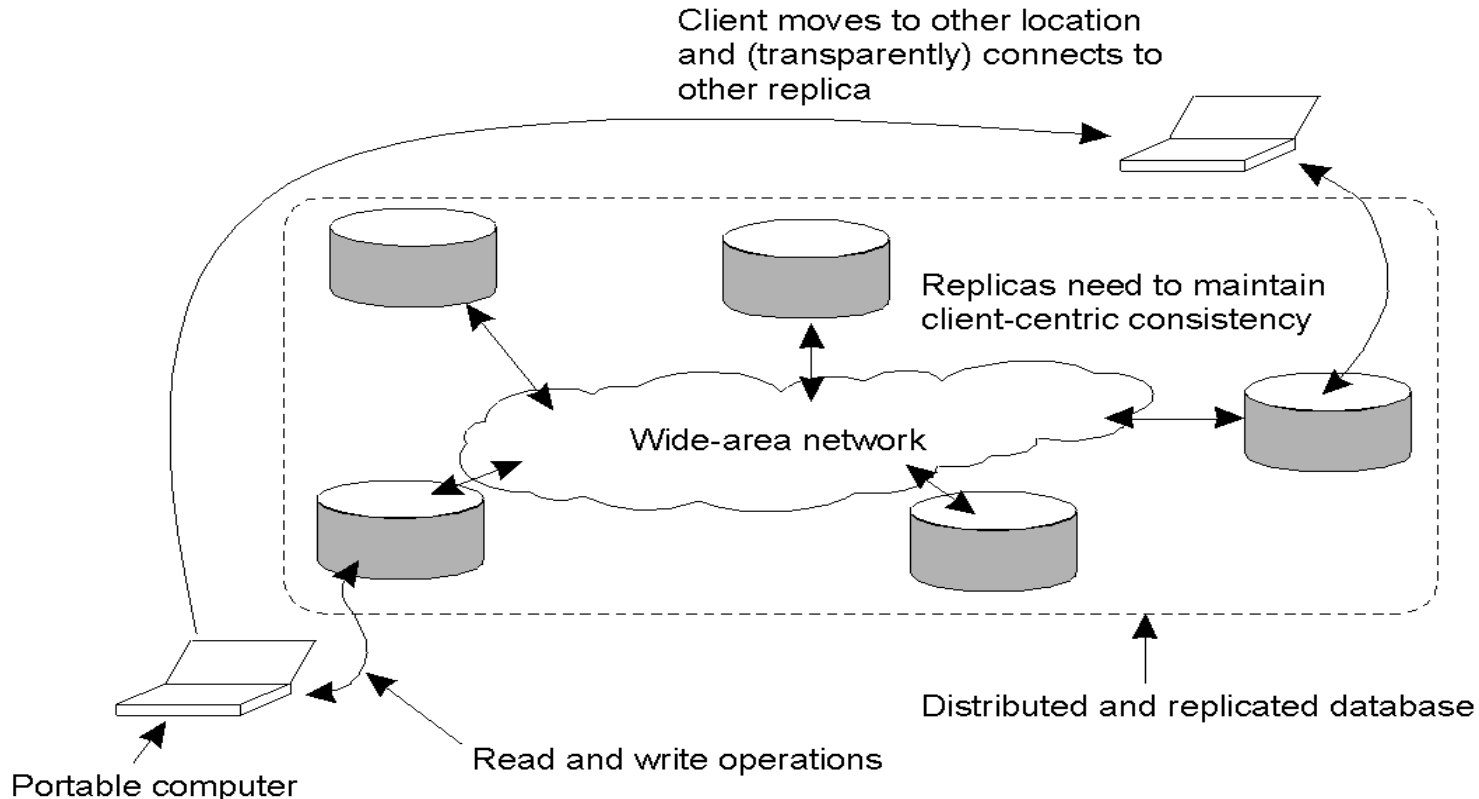 Client moves to other location
and (transparently) connects to
other replica
Replicas need to maintain
client-centric consistency
Wide-area network
Distributed and replicated database
Read and write operations
Portable computer